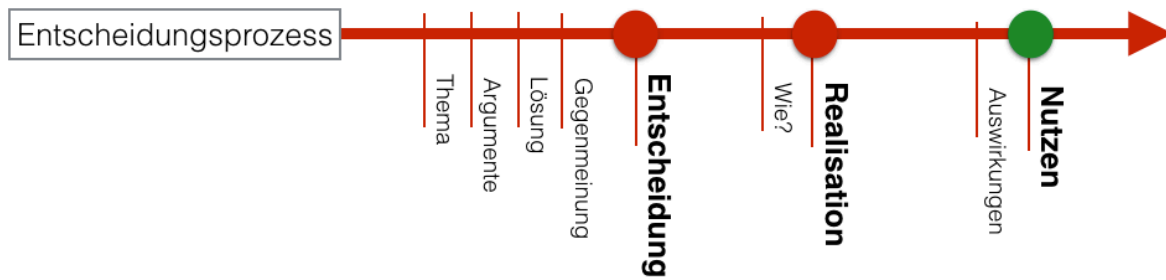 Entscheidungsprozess
Thema
Argumente
Lösung
Gegenmeinung
Entscheidung
Wie?
Realisation
Auswirkungen
Nutzen